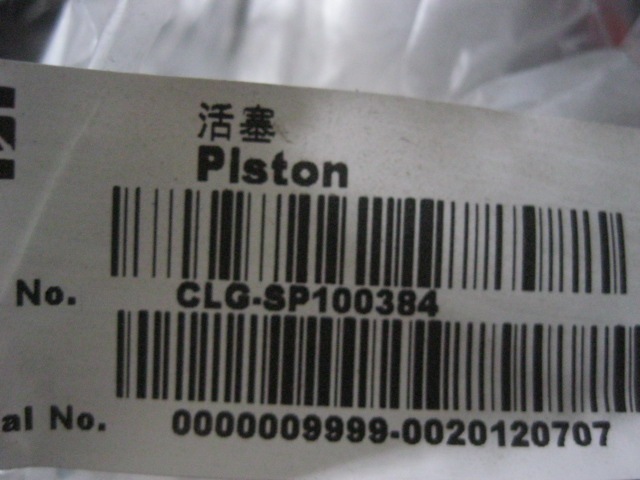 活塞
Piston
No. CLG-SP100384
al No. 0000009999-0020120707